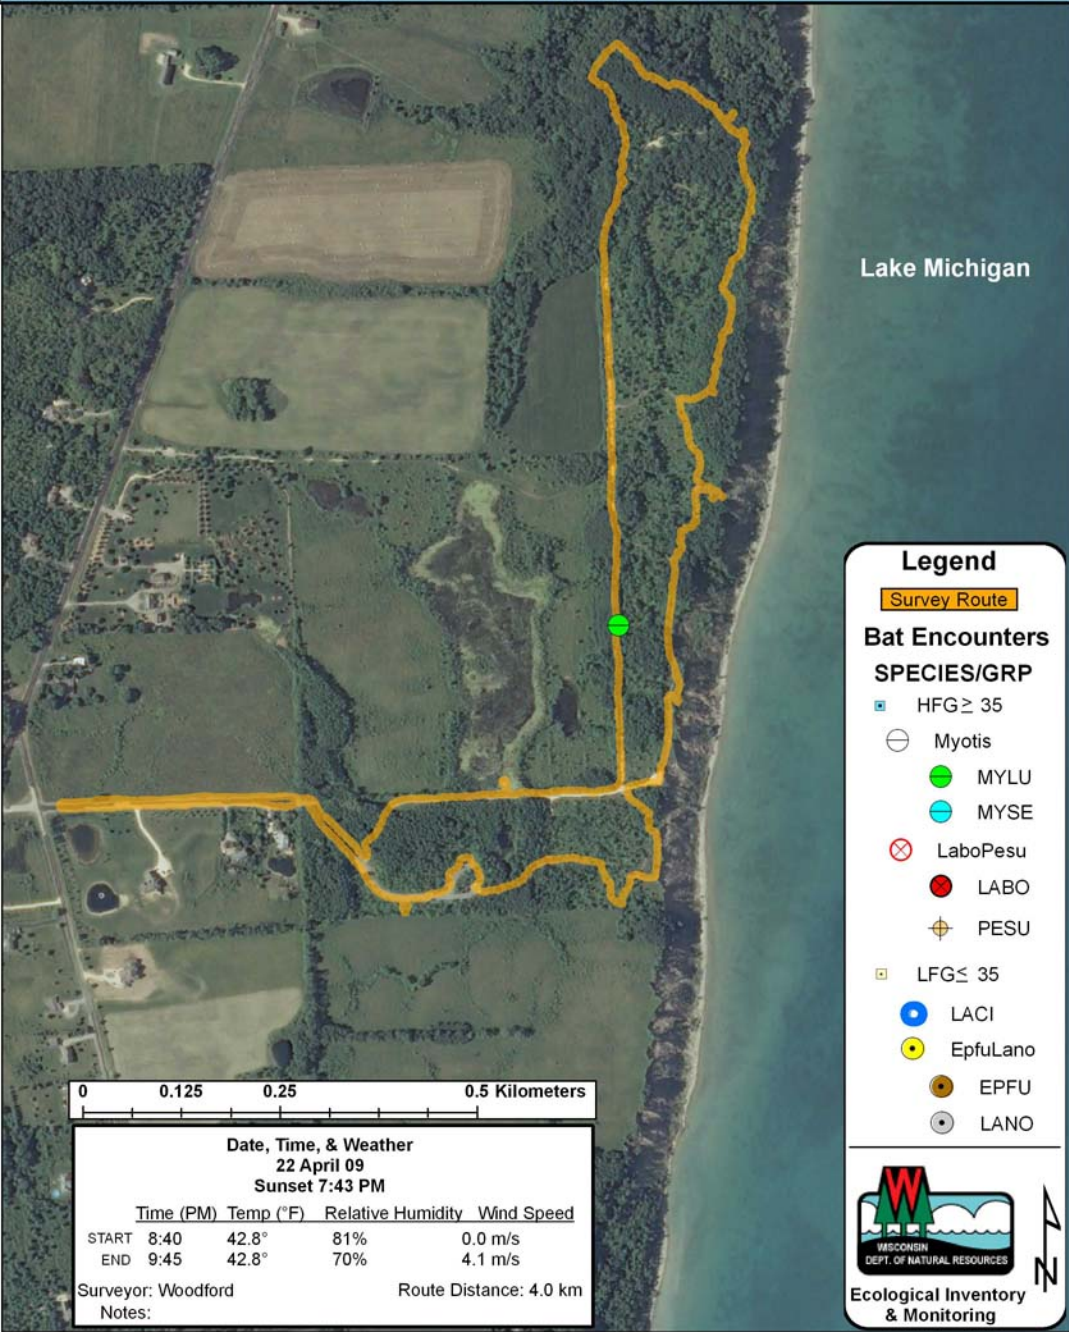 Lake Michigan
Legend
Survey Route
Bat Encounters
SPECIES/GRP
HFG ≥ 35
Myotis
MYLU
MYSE
LaboPesu
LABO
PESU
LFG ≤ 35
LACI
EpfuLano
EPFU
LANO
W
WISCONSIN
DEPT. OF NATURAL RESOURCES
N
Ecological Inventory
& Monitoring
0 0.125 0.25 0.5 Kilometers
Date, Time, & Weather
22 April 09
Sunset 7:43 PM
Time (PM) Temp (°F) Relative Humidity Wind Speed
START 8:40 42.8° 81% 0.0 m/s
END 9:45 42.8° 70% 4.1 m/s
Surveyor: Woodford Route Distance: 4.0 km
Notes: